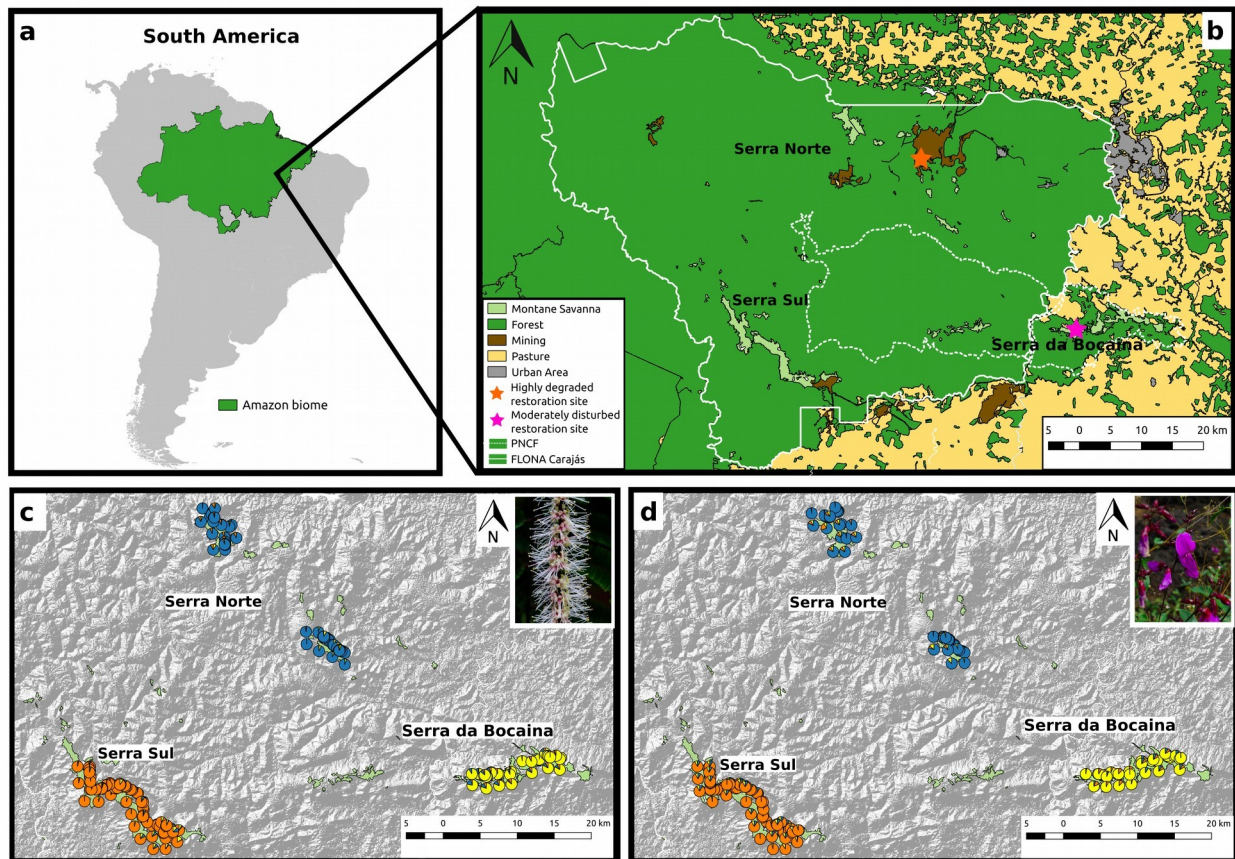 a
South America
Amazon biome
b
N
Serra Norte
Serra Sul
Serra da Bocaina
Montane Savanna
Forest
Mining
Pasture
Urban Area
Highly degraded
restoration site
Moderately disturbed
restoration site
PNCF
FLONA Carajás
5 0 5 10 15 20 km
c
N
Serra Norte
Serra da Bocaina
Serra Sul
5 0 5 10 15 20 km
d
N
Serra Norte
Serra da Bocaina
Serra Sul
5 0 5 10 15 20 km